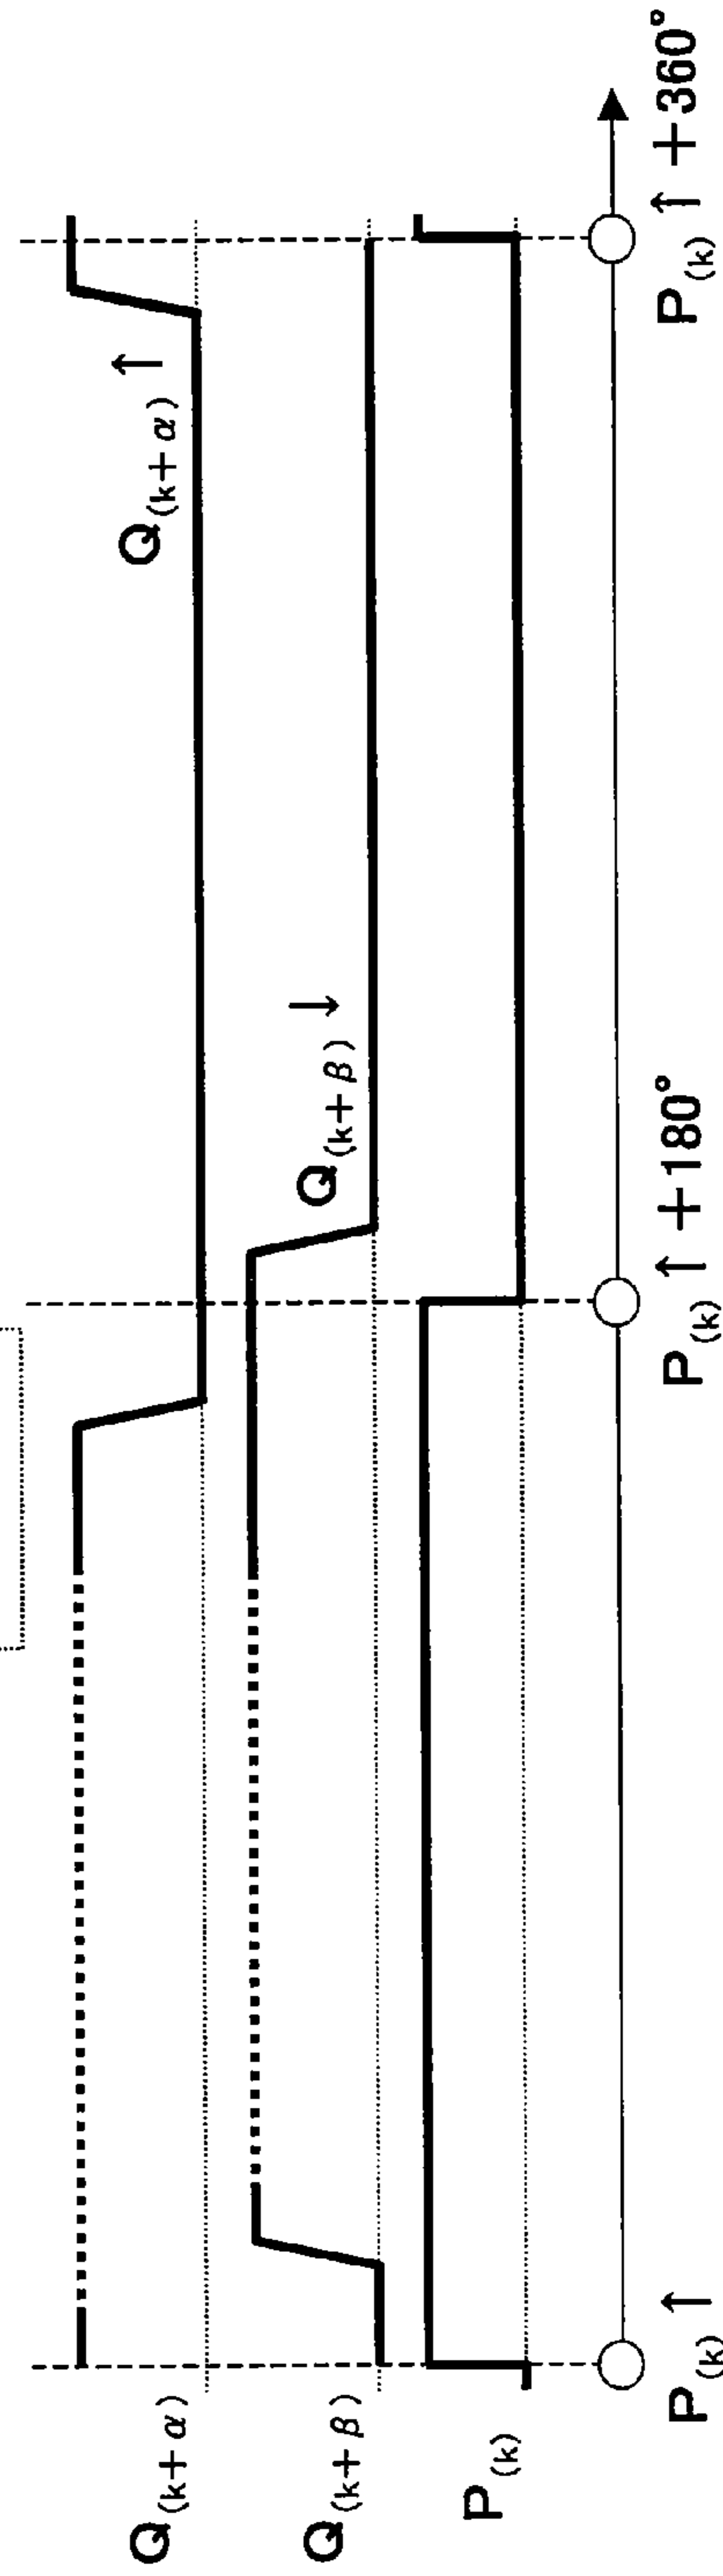 Q(k+α)
Q(k+α) ↑
Q(k+β)
Q(k+β) ↓
P(k)
P(k) ↑
P(k) ↑ +180°
P(k) ↑ +360°